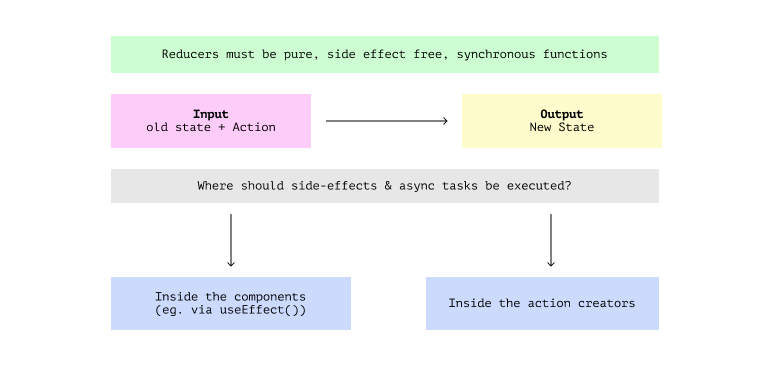 Reducers must be pure, side effect free, synchronous functions
Input
old state + Action
Output
New State
Where should side-effects & async tasks be executed?
Inside the components
(eg. via useEffect())
Inside the action creators